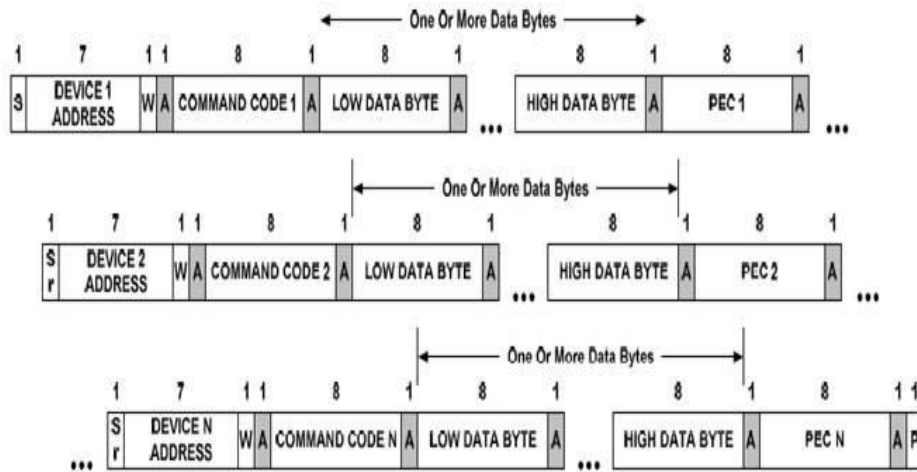 One Or More Data Bytes
1 7 1 1 8 1 8 1 8 1 8 1
S DEVICE 1 ADDRESS W A COMMAND CODE 1 A LOW DATA BYTE A ••• HIGH DATA BYTE A PEC 1 A •••
One Or More Data Bytes
1 7 1 1 8 1 8 1 8 1 8 1
Sr DEVICE 2 ADDRESS W A COMMAND CODE 2 A LOW DATA BYTE A ••• HIGH DATA BYTE A PEC 2 A •••
One Or More Data Bytes
1 7 1 1 8 1 8 1 8 1 8 1 1
••• Sr DEVICE N ADDRESS W A COMMAND CODE N A LOW DATA BYTE A ••• HIGH DATA BYTE A PEC N A P